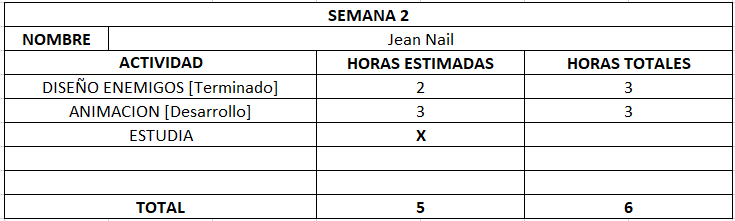 SEMANA 2
NOMBRE Jean Nail
ACTIVIDAD HORAS ESTIMADAS HORAS TOTALES
DISEÑO ENEMIGOS [Terminado] 2 3
ANIMACION [Desarrollo] 3 3
ESTUDIA X
TOTAL 5 6